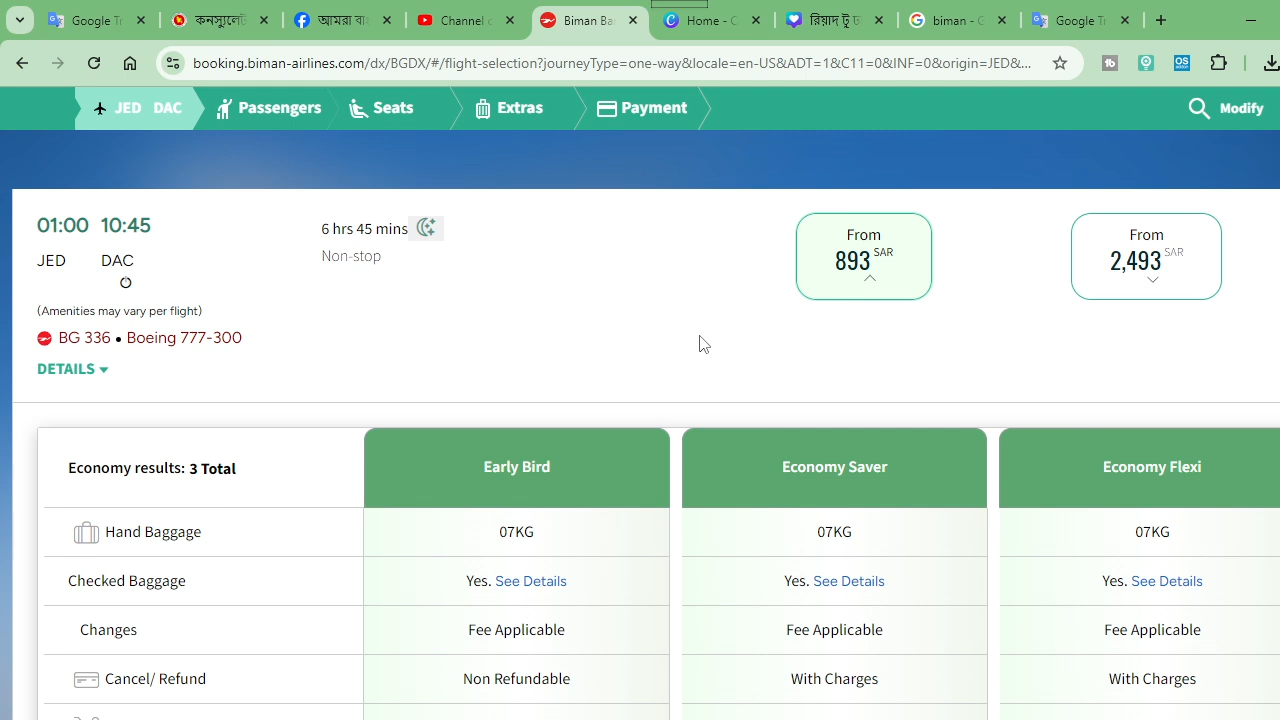 Google Tr
কনস্যুলেট
আমরা বাং
Channel c
Biman Ba
Home - C
রিয়াদ টু ঢ
biman - G
Google Tr
booking.biman-airlines.com/dx/BGDX/#/flight-selection?journeyType=one-way&locale=en-US&ADT=1&C11=0&INF=0&origin=JED&...
JED DAC
Passengers
Seats
Extras
Payment
Modify
01:00 10:45
6 hrs 45 mins
From
From
893 SAR
2,493 SAR
JED DAC
Non-stop
(Amenities may vary per flight)
BG 336 • Boeing 777-300
DETAILS
Economy results: 3 Total
Early Bird
Economy Saver
Economy Flexi
Hand Baggage
07KG
07KG
07KG
Checked Baggage
Yes. See Details
Yes. See Details
Yes. See Details
Changes
Fee Applicable
Fee Applicable
Fee Applicable
Cancel/ Refund
Non Refundable
With Charges
With Charges